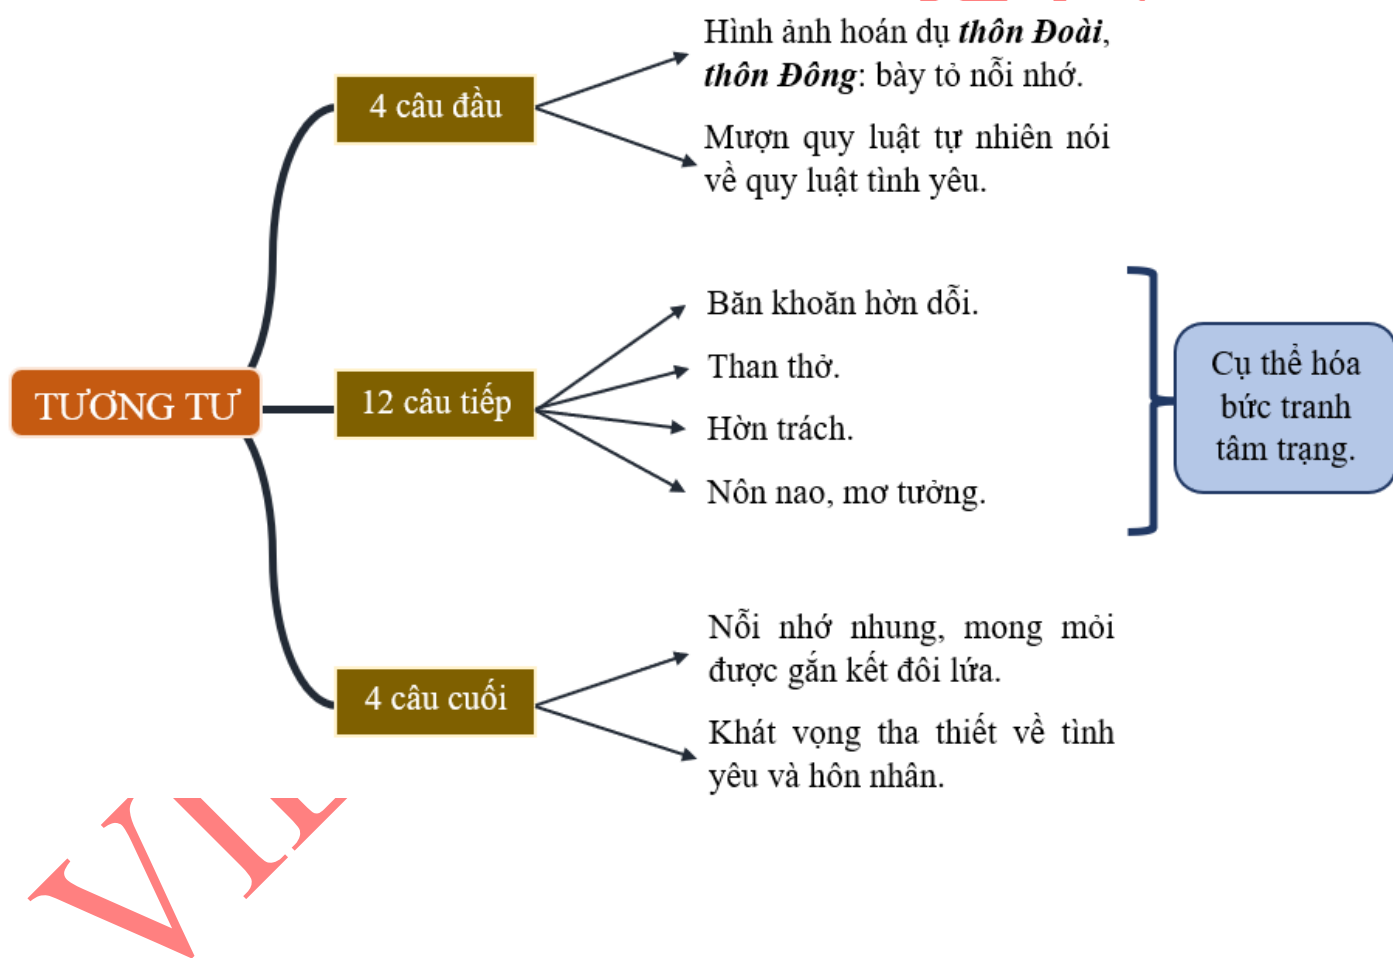 Hình ảnh hoán dụ thôn Đoài,
thôn Đông: bày tỏ nỗi nhớ.
4 câu đầu
Mượn quy luật tự nhiên nói
về quy luật tình yêu.
Băn khoăn hờn dỗi.
Than thở.
TƯƠNG TƯ
12 câu tiếp
Hờn trách.
Nôn nao, mơ tưởng.
Cụ thể hóa
bức tranh
tâm trạng.
Nỗi nhớ nhung, mong mỏi
được gắn kết đôi lứa.
4 câu cuối
Khát vọng tha thiết về tình
yêu và hôn nhân.